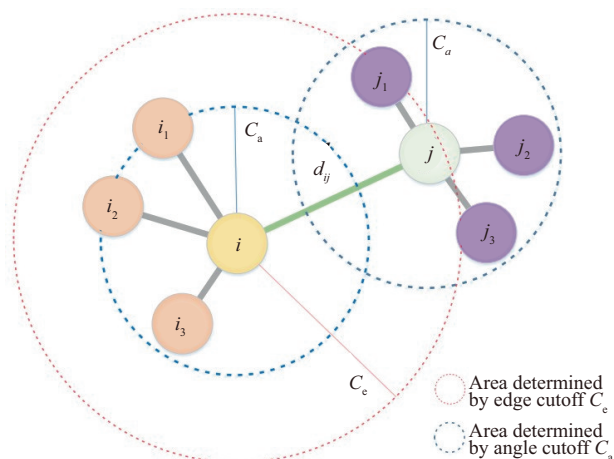 C_a
j_1
i_1
C_a
j
j_2
d_ij
i_2
i
j_3
i_3
C_e
Area determined
by edge cutoff C_e
Area determined
by angle cutoff C_a